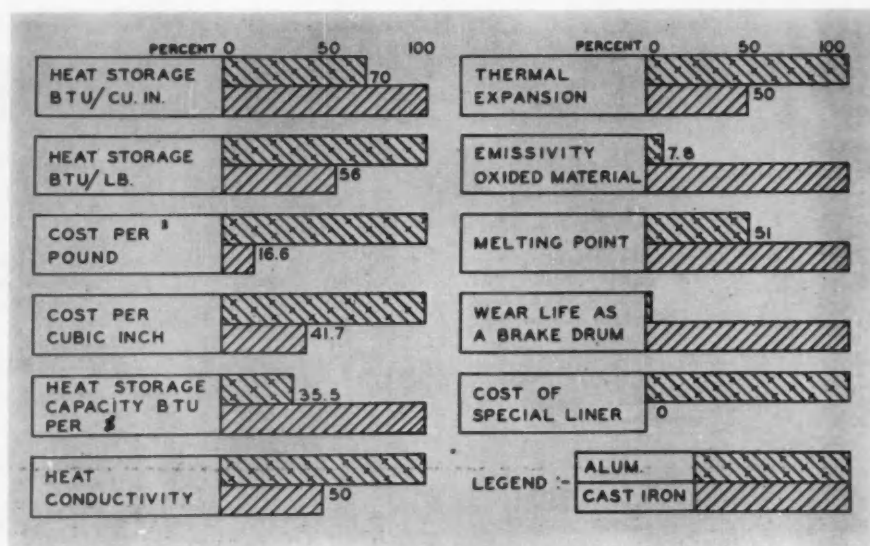 PERCENT 0 50 100
HEAT STORAGE
BTU/CU. IN.
70
HEAT STORAGE
BTU/LB.
56
COST PER
POUND
16.6
COST PER
CUBIC INCH
41.7
HEAT STORAGE
CAPACITY BTU
PER $
35.5
HEAT
CONDUCTIVITY
50
PERCENT 0 50 100
THERMAL
EXPANSION
50
EMISSIVITY
OXIDED MATERIAL
7.8
MELTING POINT
51
WEAR LIFE AS
A BRAKE DRUM
COST OF
SPECIAL LINER
0
LEGEND :-
ALUM.
CAST IRON